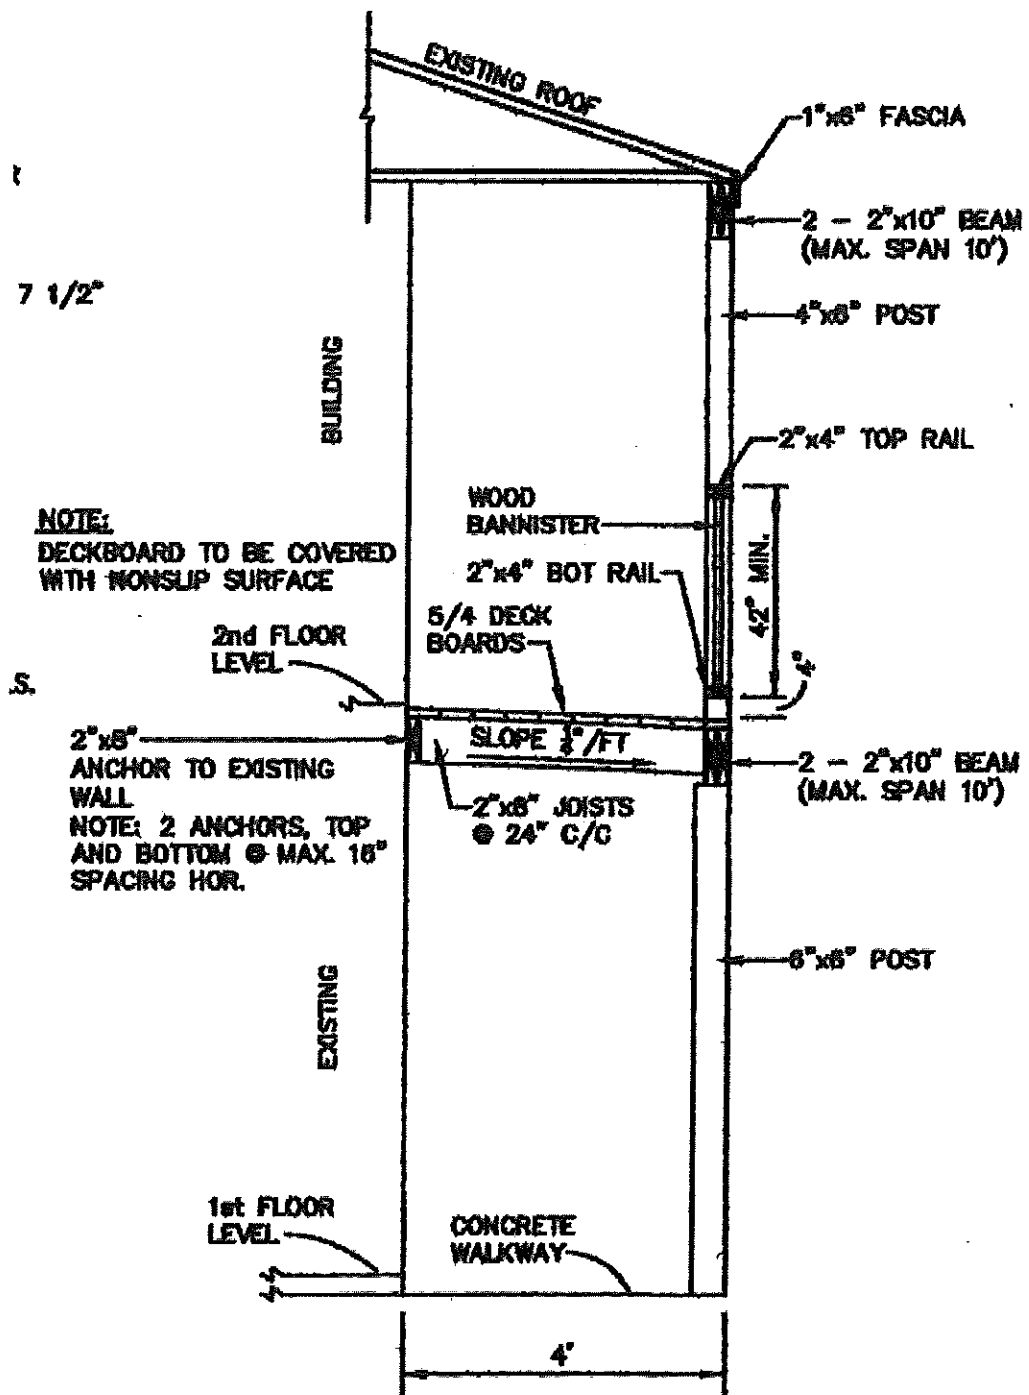 EXISTING ROOF
1"x6" FASCIA
2 - 2"x10" BEAM
(MAX. SPAN 10')
7 1/2"
4"x6" POST
BUILDING
2"x4" TOP RAIL
WOOD
BANNISTER
42" MIN.
NOTE:
DECKBOARD TO BE COVERED
WITH NONSLIP SURFACE
2"x4" BOT RAIL
5/4 DECK
BOARDS
2nd FLOOR
LEVEL
S.
4"
SLOPE 1/4"/FT
2"x8"
ANCHOR TO EXISTING
WALL
NOTE: 2 ANCHORS, TOP
AND BOTTOM @ MAX. 16"
SPACING HOR.
2 - 2"x10" BEAM
(MAX. SPAN 10')
2"x8" JOISTS
@ 24" C/C
6"x6" POST
EXISTING
1st FLOOR
LEVEL
CONCRETE
WALKWAY
4'